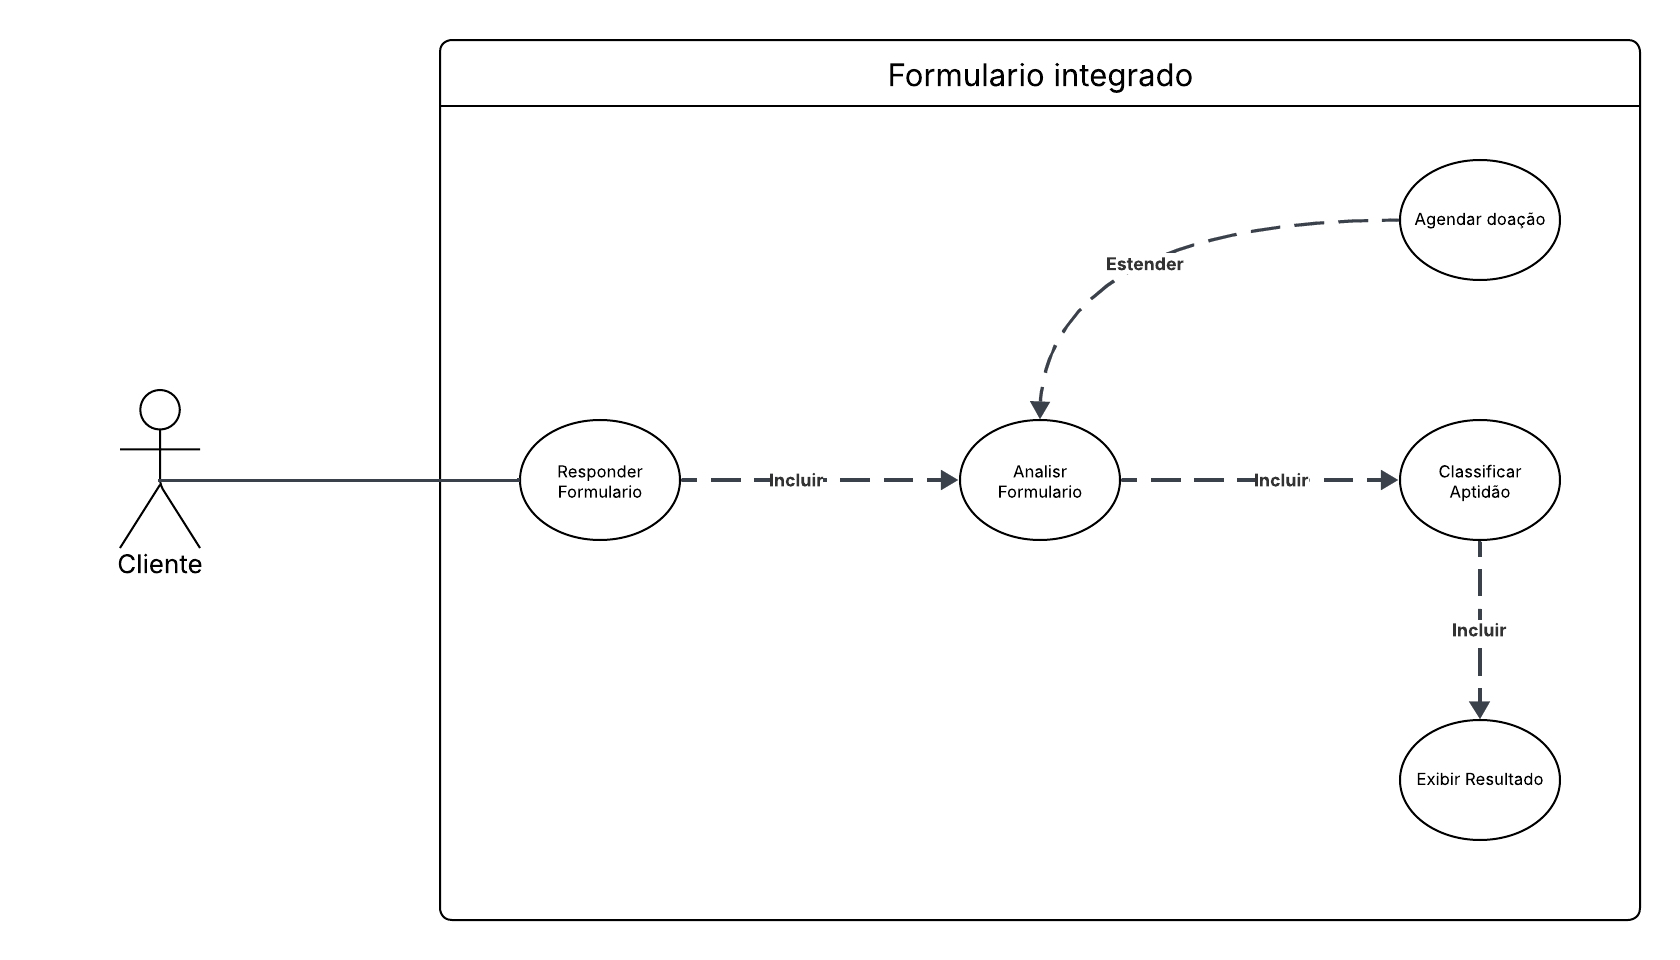 Formulario integrado
Agendar doação
Estender
Cliente
Responder
Formulario
Incluir
Analisr
Formulario
Incluir
Classificar
Aptidão
Incluir
Exibir Resultado